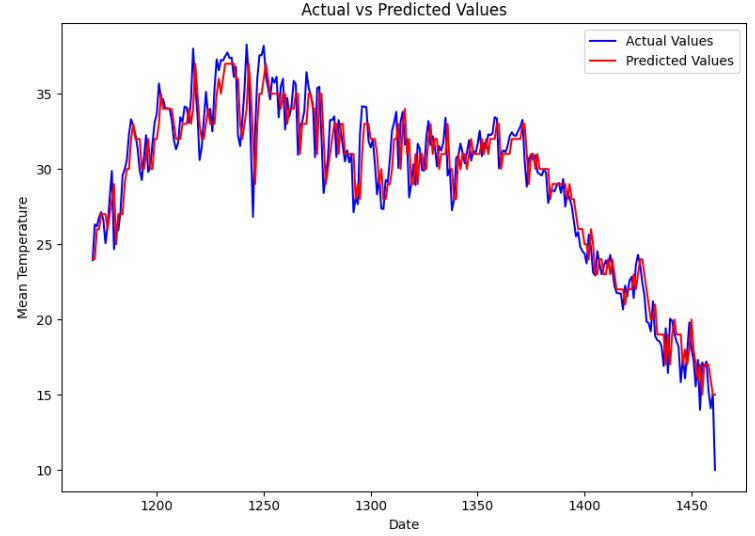 Actual vs Predicted Values
Actual Values
Predicted Values
Mean Temperature
35
30
25
20
15
10
1200
1250
1300
1350
1400
1450
Date